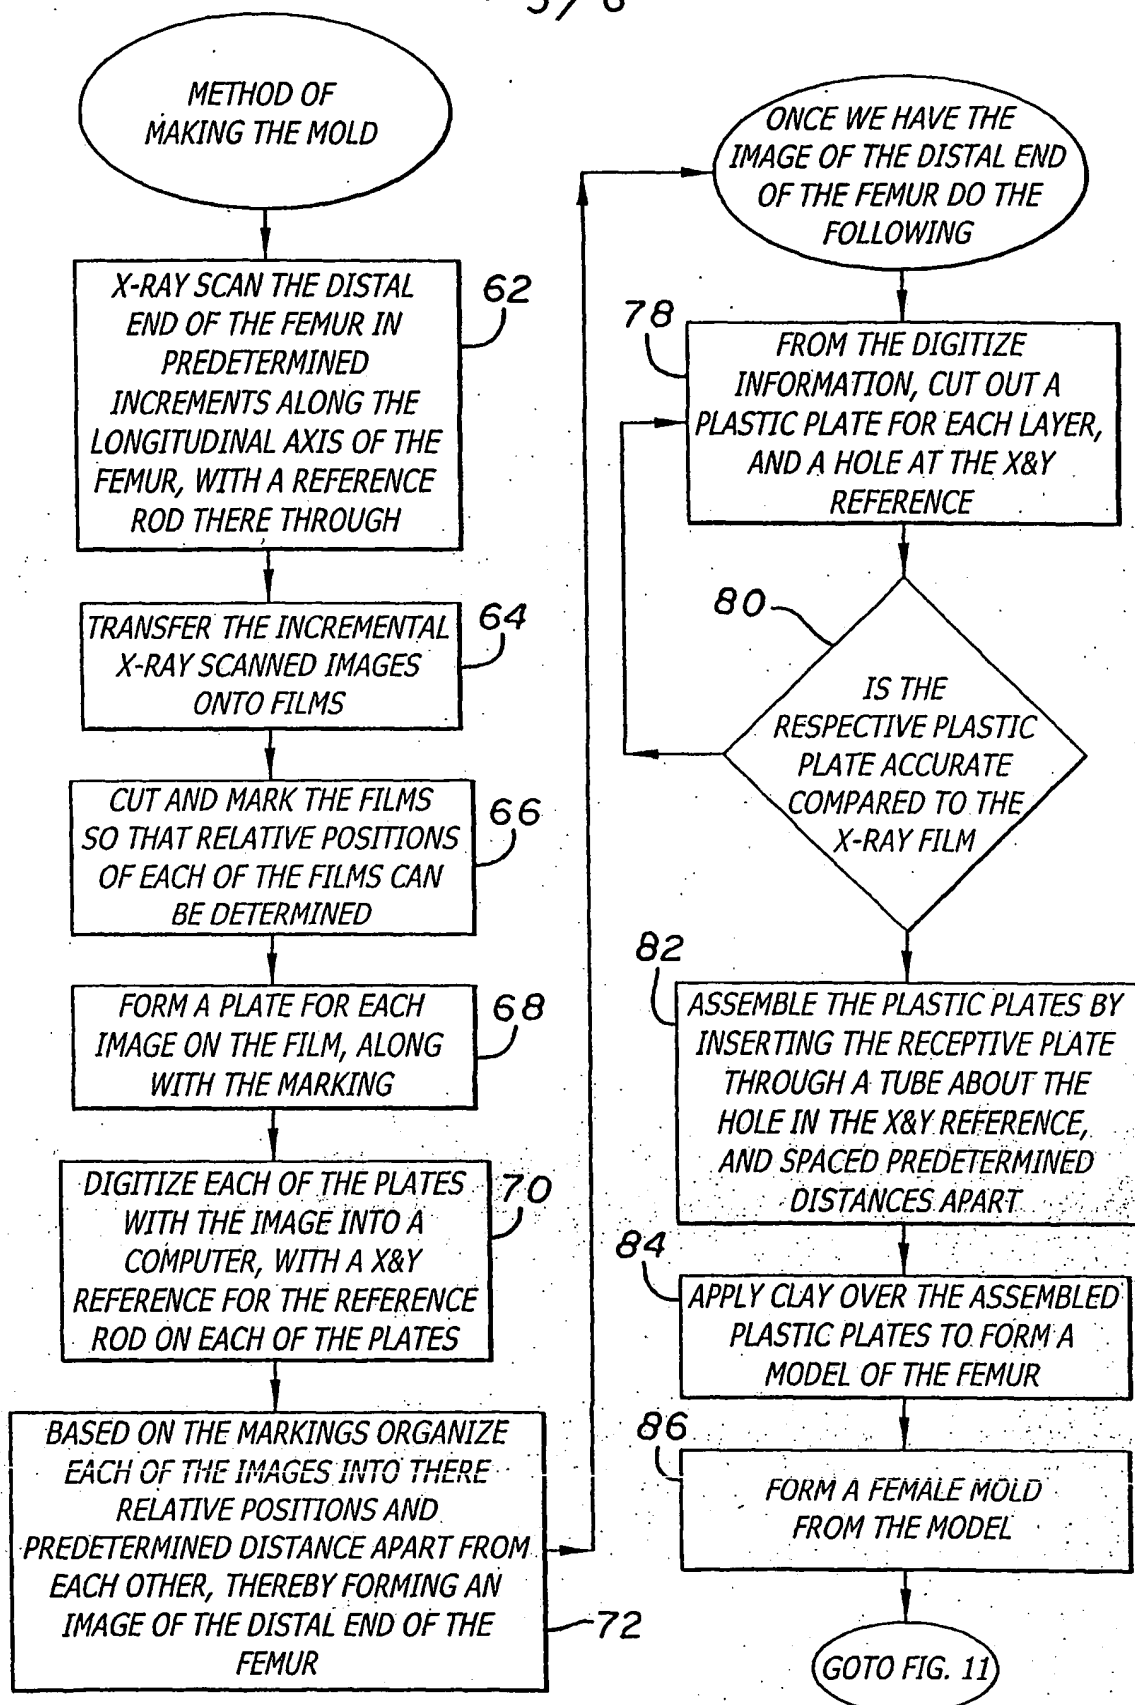 5/6
METHOD OF
MAKING THE MOLD
X-RAY SCAN THE DISTAL
END OF THE FEMUR IN
PREDETERMINED
INCREMENTS ALONG THE
LONGITUDINAL AXIS OF THE
FEMUR, WITH A REFERENCE
ROD THERE THROUGH
62
TRANSFER THE INCREMENTAL
X-RAY SCANNED IMAGES
ONTO FILMS
64
CUT AND MARK THE FILMS
SO THAT RELATIVE POSITIONS
OF EACH OF THE FILMS CAN
BE DETERMINED
66
FORM A PLATE FOR EACH
IMAGE ON THE FILM, ALONG
WITH THE MARKING
68
DIGITIZE EACH OF THE PLATES
WITH THE IMAGE INTO A
COMPUTER, WITH A X&Y
REFERENCE FOR THE REFERENCE
ROD ON EACH OF THE PLATES
70
BASED ON THE MARKINGS ORGANIZE
EACH OF THE IMAGES INTO THERE
RELATIVE POSITIONS AND
PREDETERMINED DISTANCE APART FROM
EACH OTHER, THEREBY FORMING AN
IMAGE OF THE DISTAL END OF THE
FEMUR
72
ONCE WE HAVE THE
IMAGE OF THE DISTAL END
OF THE FEMUR DO THE
FOLLOWING
78
FROM THE DIGITIZE
INFORMATION, CUT OUT A
PLASTIC PLATE FOR EACH LAYER,
AND A HOLE AT THE X&Y
REFERENCE
80
IS THE
RESPECTIVE PLASTIC
PLATE ACCURATE
COMPARED TO THE
X-RAY FILM
82
ASSEMBLE THE PLASTIC PLATES BY
INSERTING THE RECEPTIVE PLATE
THROUGH A TUBE ABOUT THE
HOLE IN THE X&Y REFERENCE,
AND SPACED PREDETERMINED
DISTANCES APART
84
APPLY CLAY OVER THE ASSEMBLED
PLASTIC PLATES TO FORM A
MODEL OF THE FEMUR
86
FORM A FEMALE MOLD
FROM THE MODEL
GOTO FIG. 11